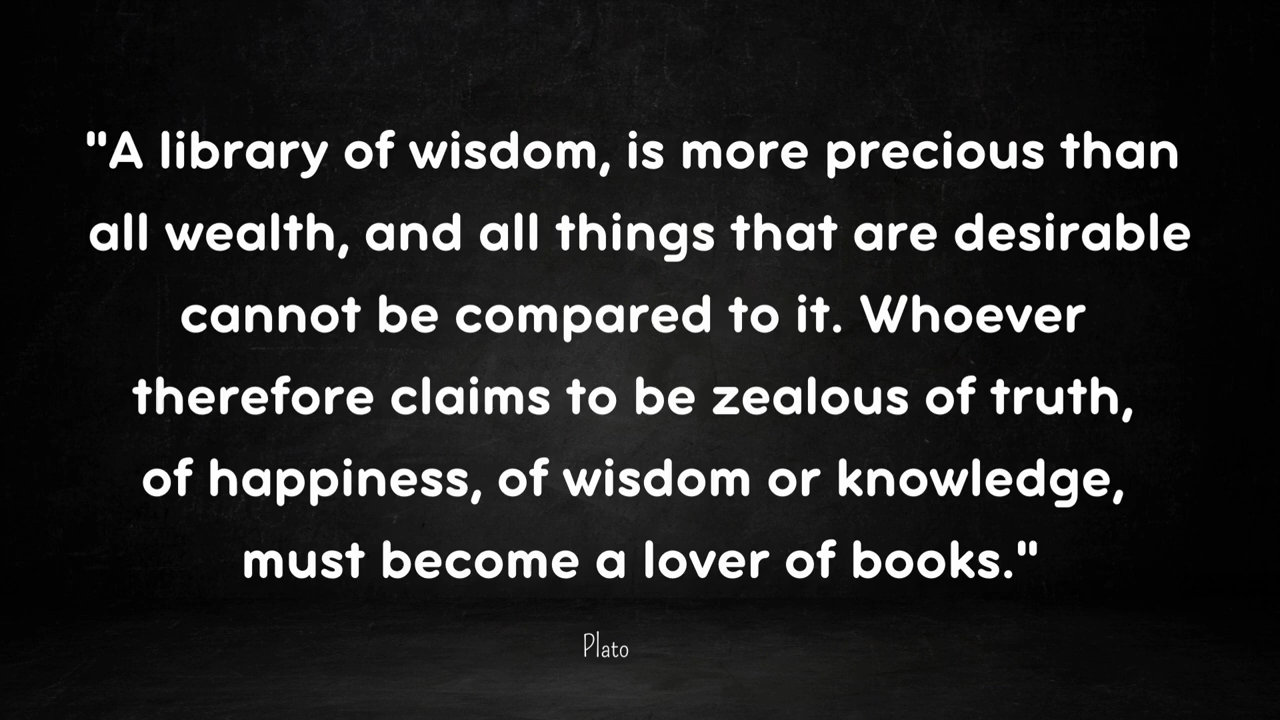 "A library of wisdom, is more precious than
all wealth, and all things that are desirable
cannot be compared to it. Whoever
therefore claims to be zealous of truth,
of happiness, of wisdom or knowledge,
must become a lover of books."
Plato